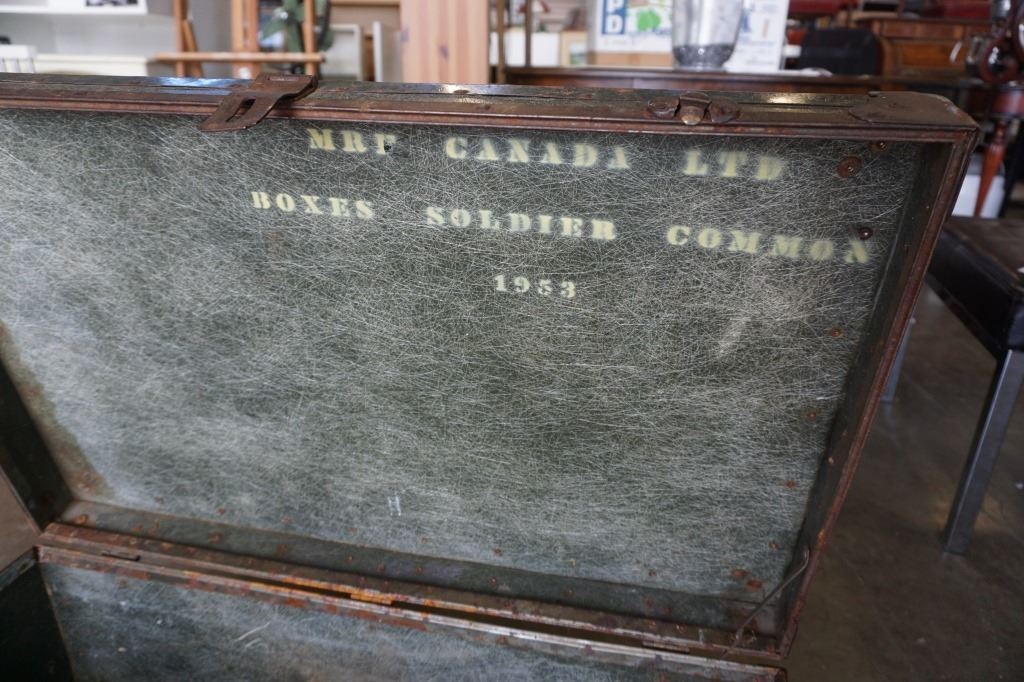 MRF CANADA LTD
BOXES SOLDIER COMMON
1953